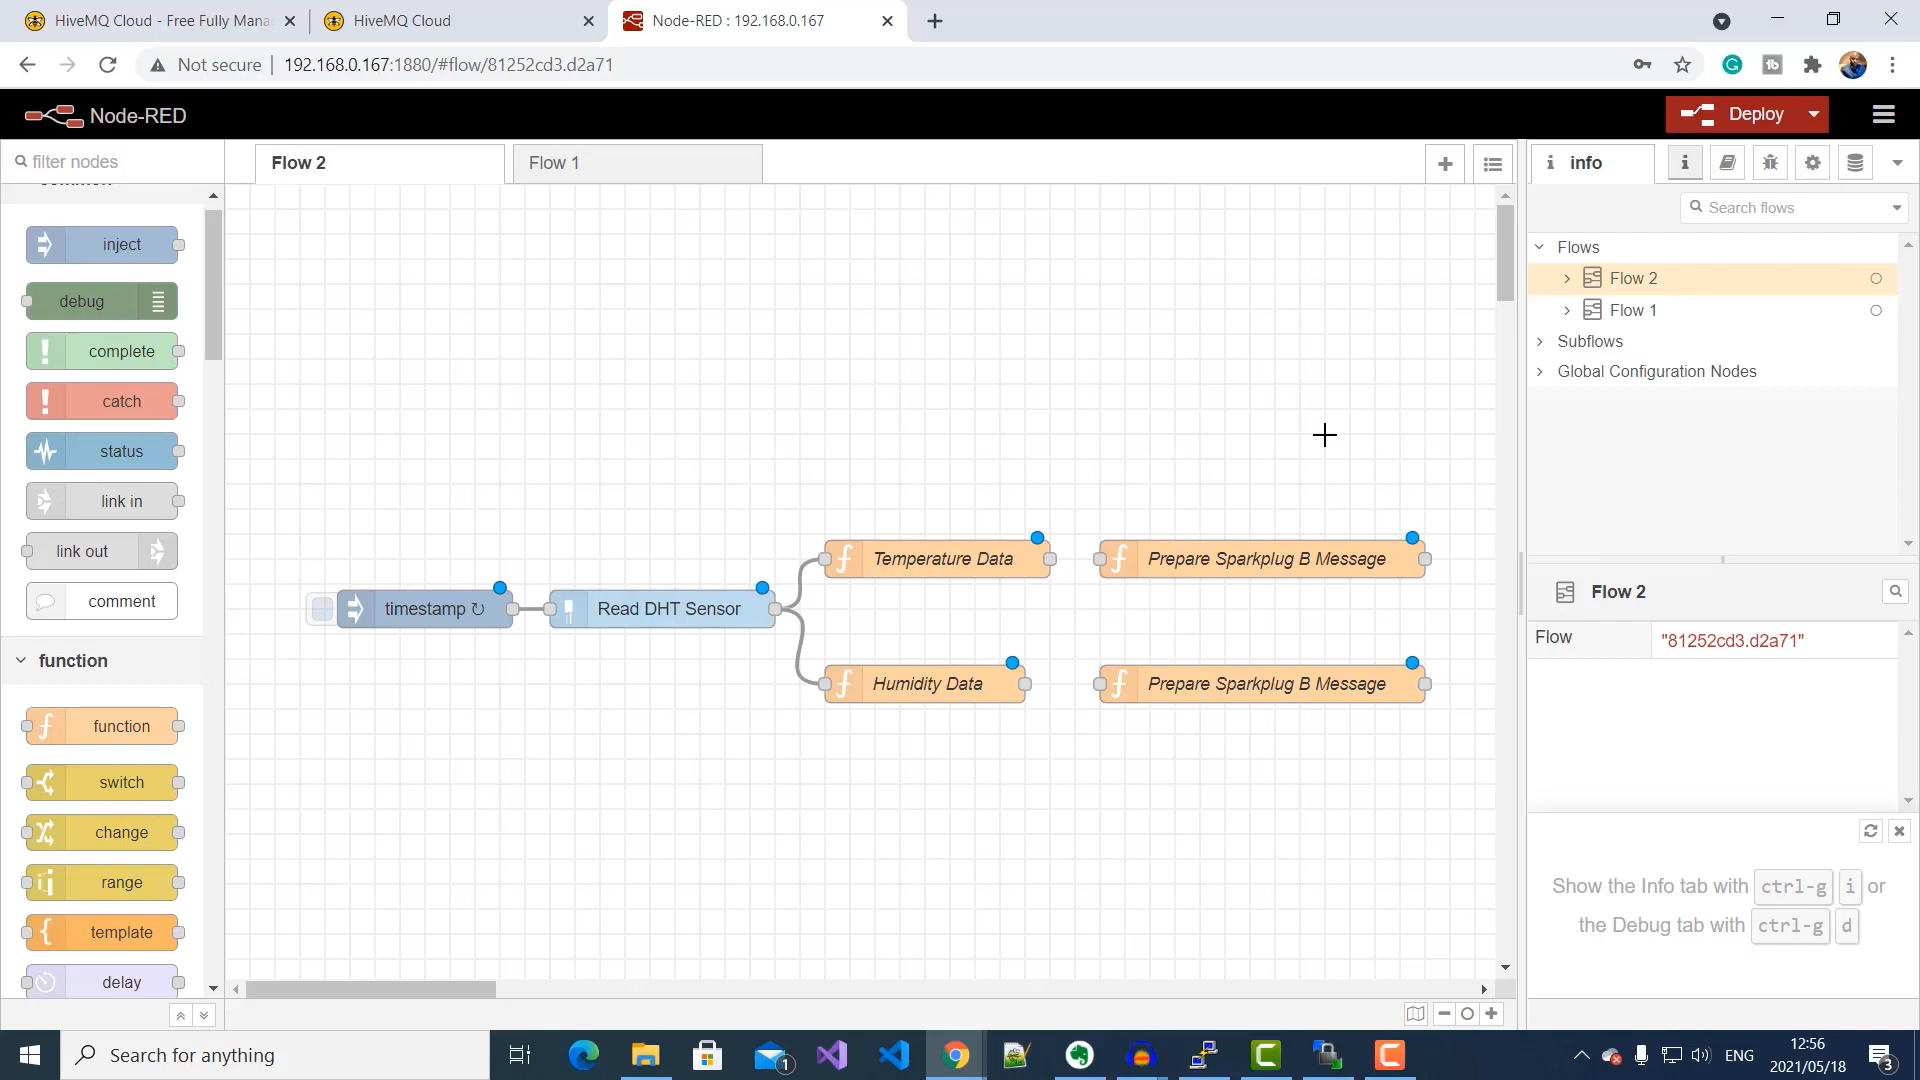 HiveMQ Cloud - Free Fully Mana
HiveMQ Cloud
Node-RED : 192.168.0.167
Not secure
192.168.0.167:1880/#flow/81252cd3.d2a71
Node-RED
Deploy
filter nodes
Flow 2
Flow 1
info
common
Search flows
inject
debug
complete
catch
status
link in
link out
comment
function
function
switch
change
range
template
delay
timestamp ↻
Read DHT Sensor
Temperature Data
Prepare Sparkplug B Message
Humidity Data
Prepare Sparkplug B Message
Flows
Flow 2
Flow 1
Subflows
Global Configuration Nodes
Flow 2
Flow
"81252cd3.d2a71"
Show the Info tab with ctrl-g i or
the Debug tab with ctrl-g d
Search for anything
1
ENG
12:56
2021/05/18
3